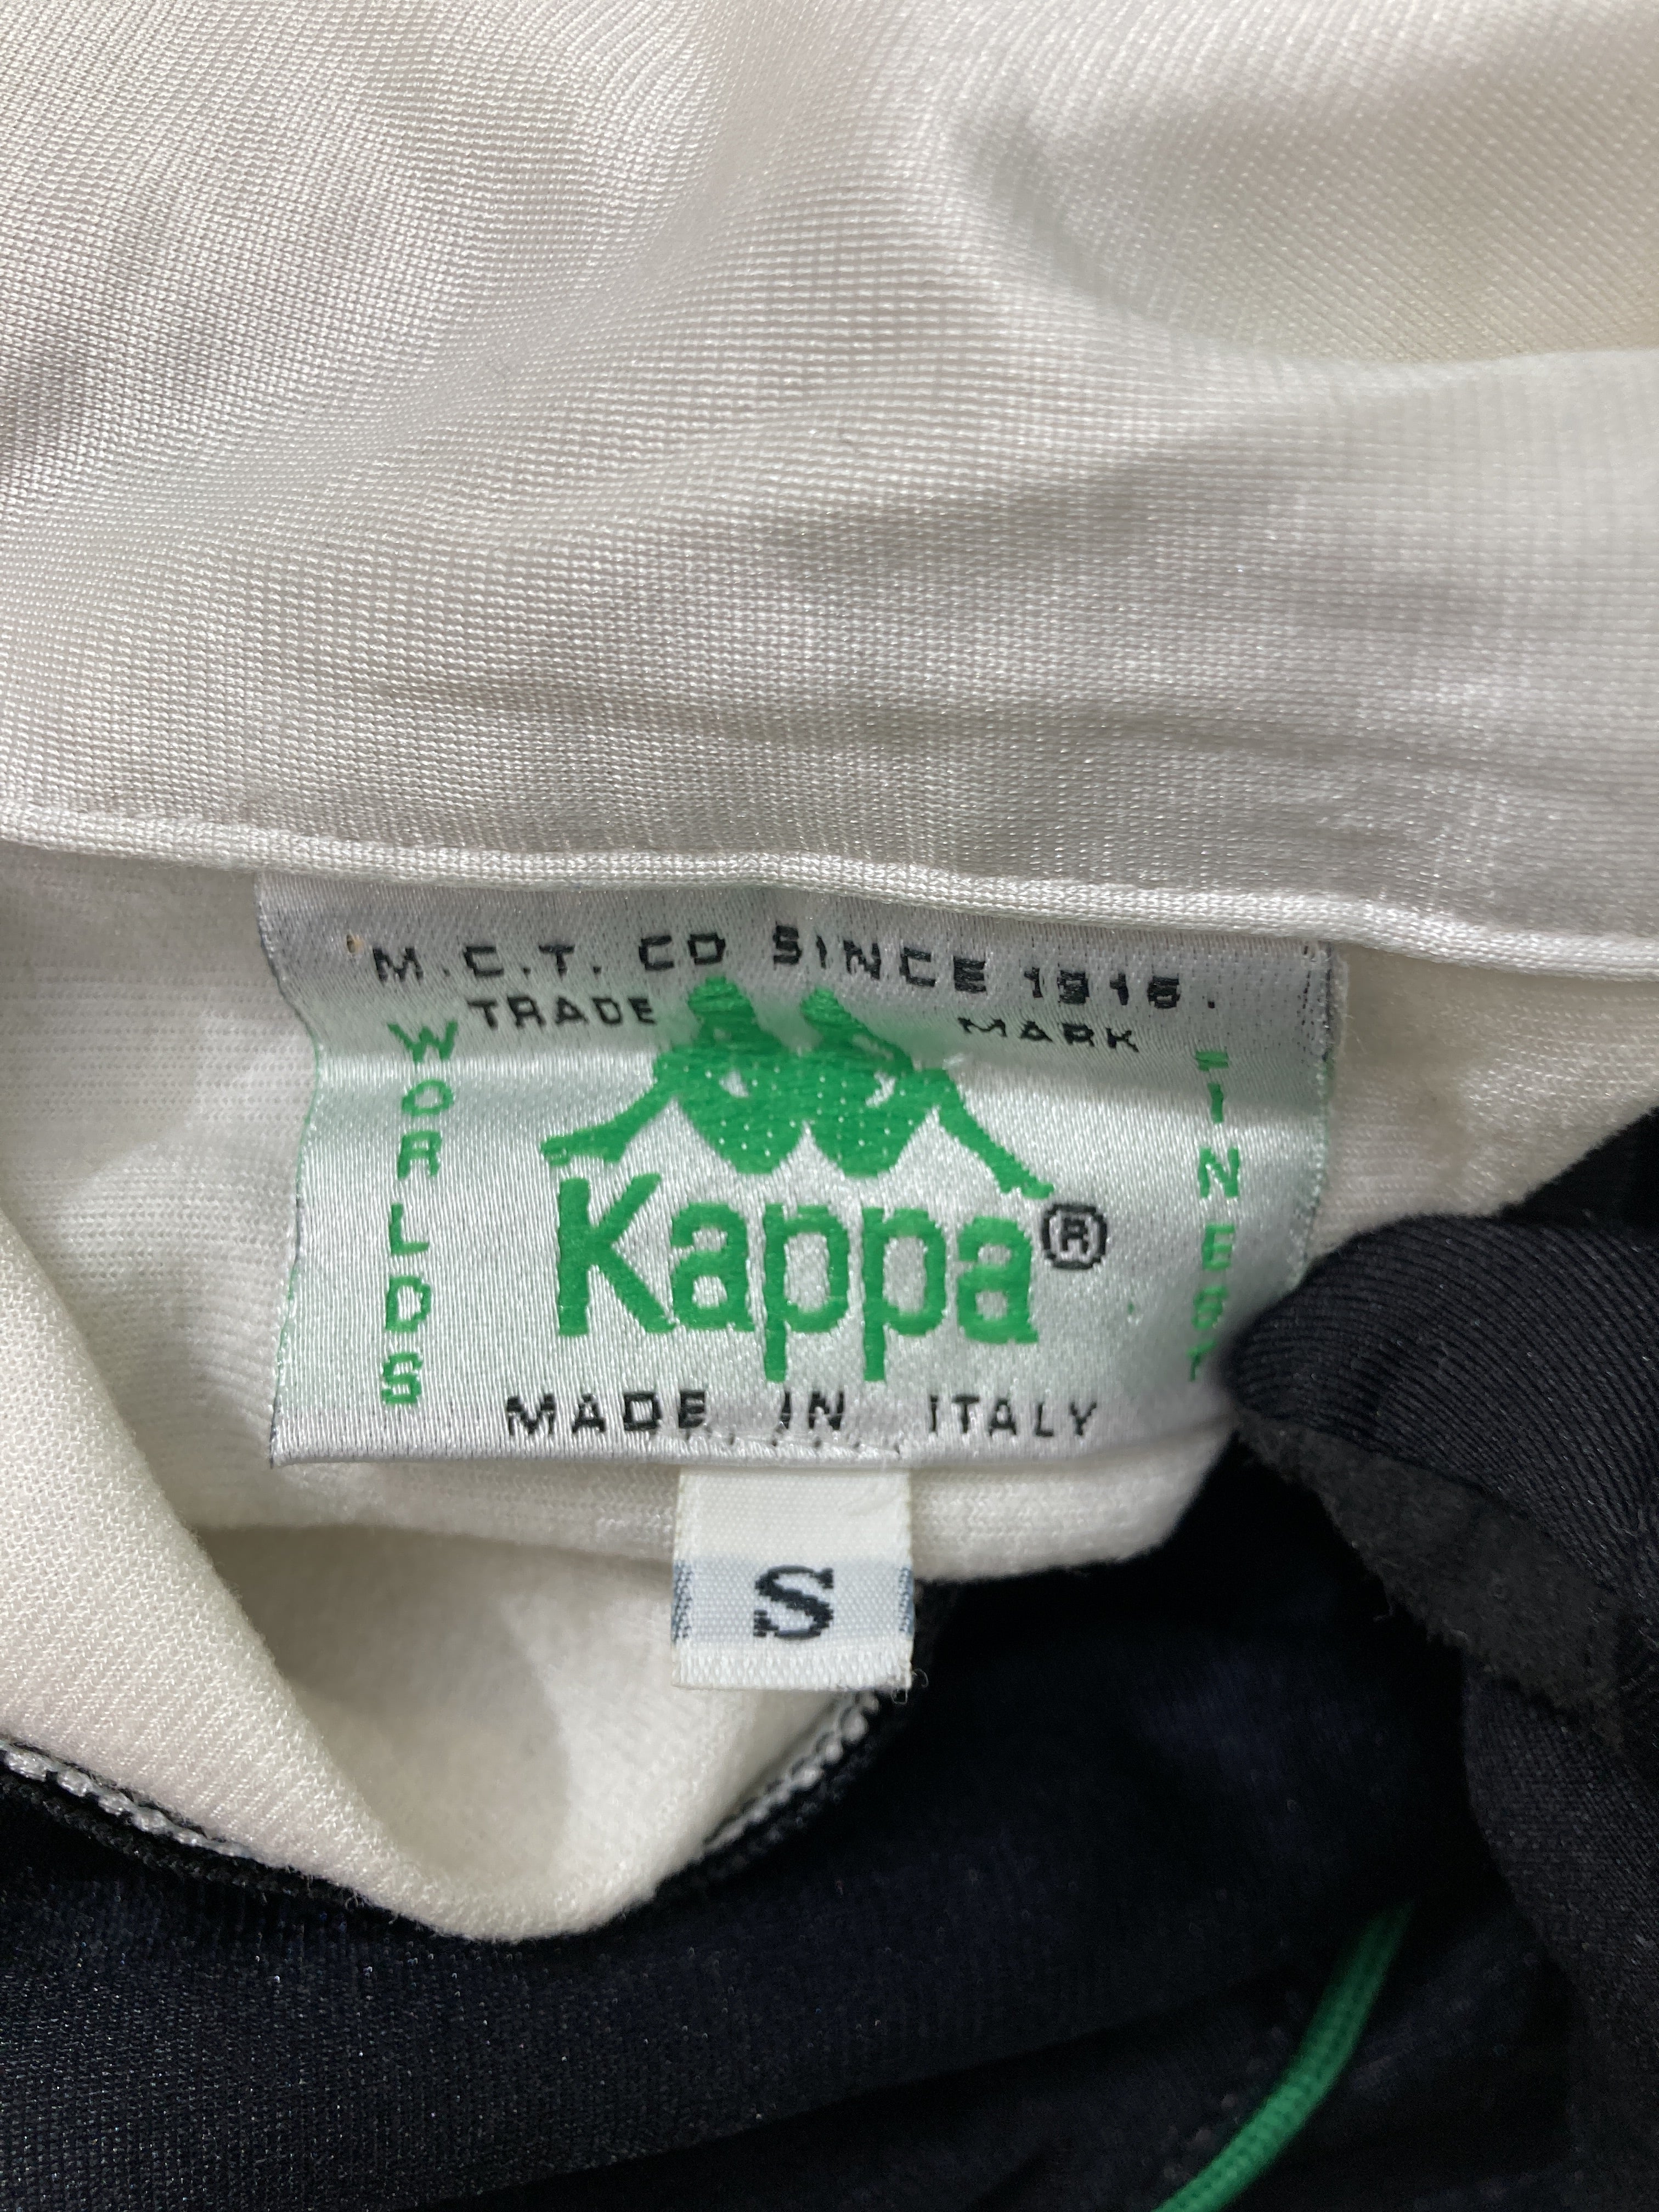 M.C.T. CO SINCE 1916.
TRADE MARK
WORLDS
FINEST
Kappa®
MADE IN ITALY
S